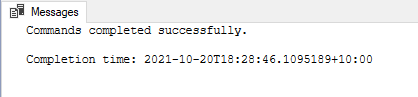 Messages
Commands completed successfully.
Completion time: 2021-10-20T18:28:46.1095189+10:00